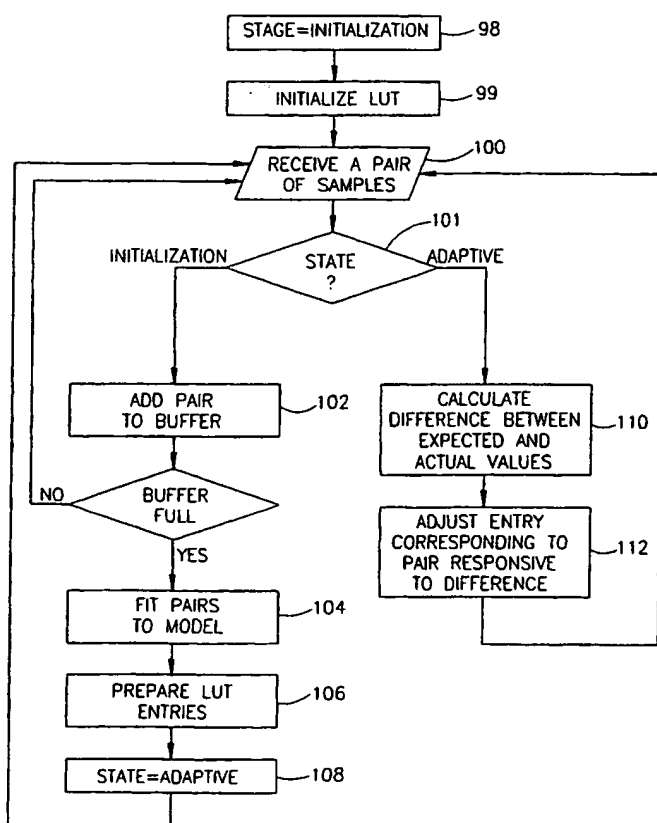 STAGE=INITIALIZATION
98
INITIALIZE LUT
99
RECEIVE A PAIR
OF SAMPLES
100
101
INITIALIZATION
STATE
?
ADAPTIVE
ADD PAIR
TO BUFFER
102
CALCULATE
DIFFERENCE BETWEEN
EXPECTED AND
ACTUAL VALUES
110
NO
BUFFER
FULL
YES
ADJUST ENTRY
CORRESPONDING TO
PAIR RESPONSIVE
TO DIFFERENCE
112
FIT PAIRS
TO MODEL
104
PREPARE LUT
ENTRIES
106
STATE=ADAPTIVE
108